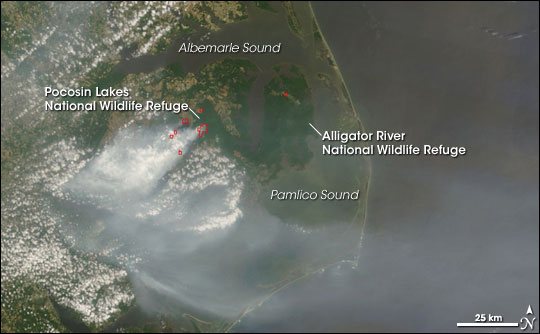 Albemarle Sound
Pocosin Lakes
National Wildlife Refuge
Alligator River
National Wildlife Refuge
Pamlico Sound
25 km
N